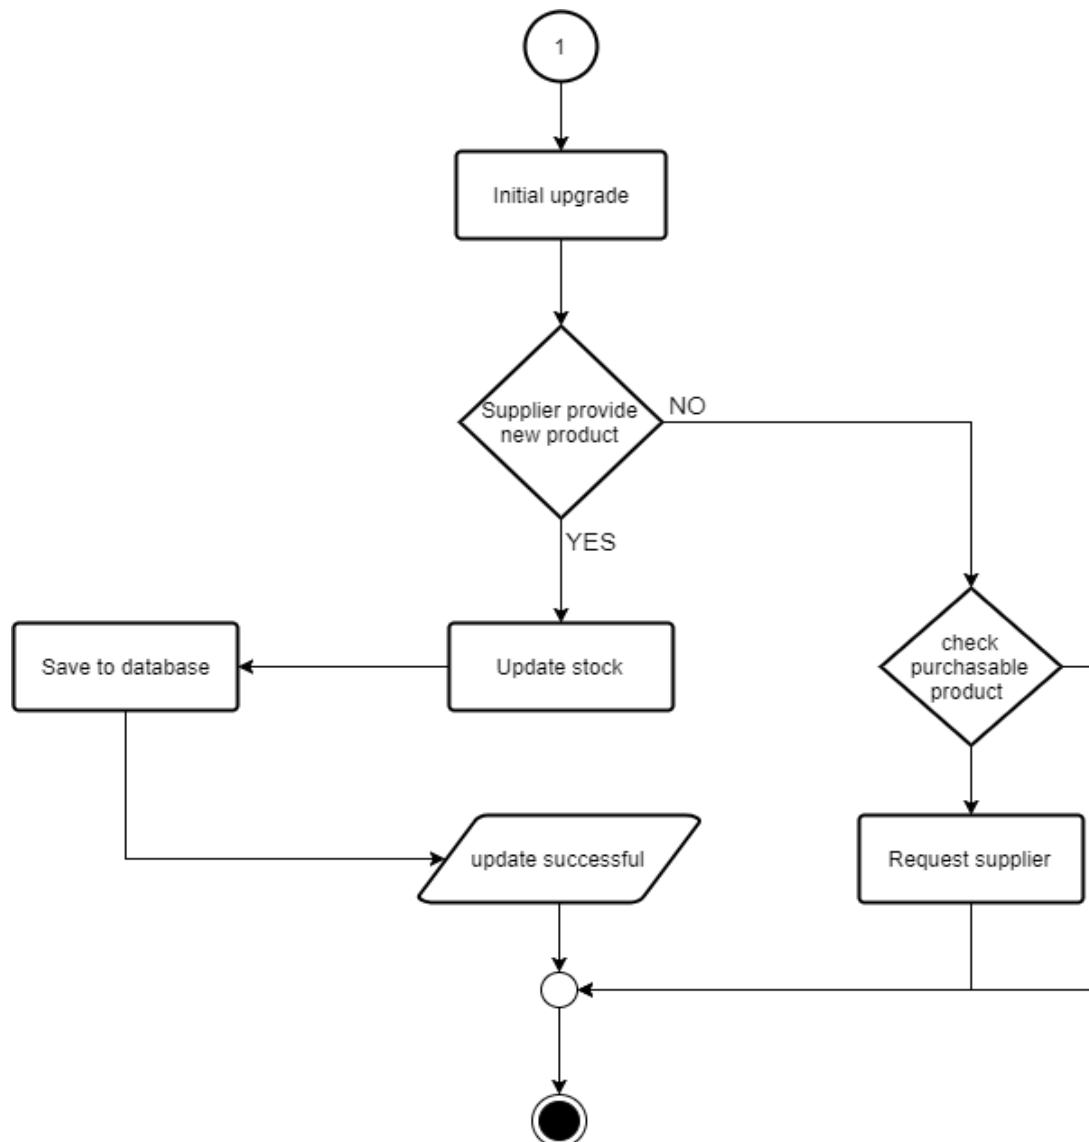 1
Initial upgrade
Supplier provide
new product
NO
YES
Save to database
Update stock
check
purchasable
product
update successful
Request supplier